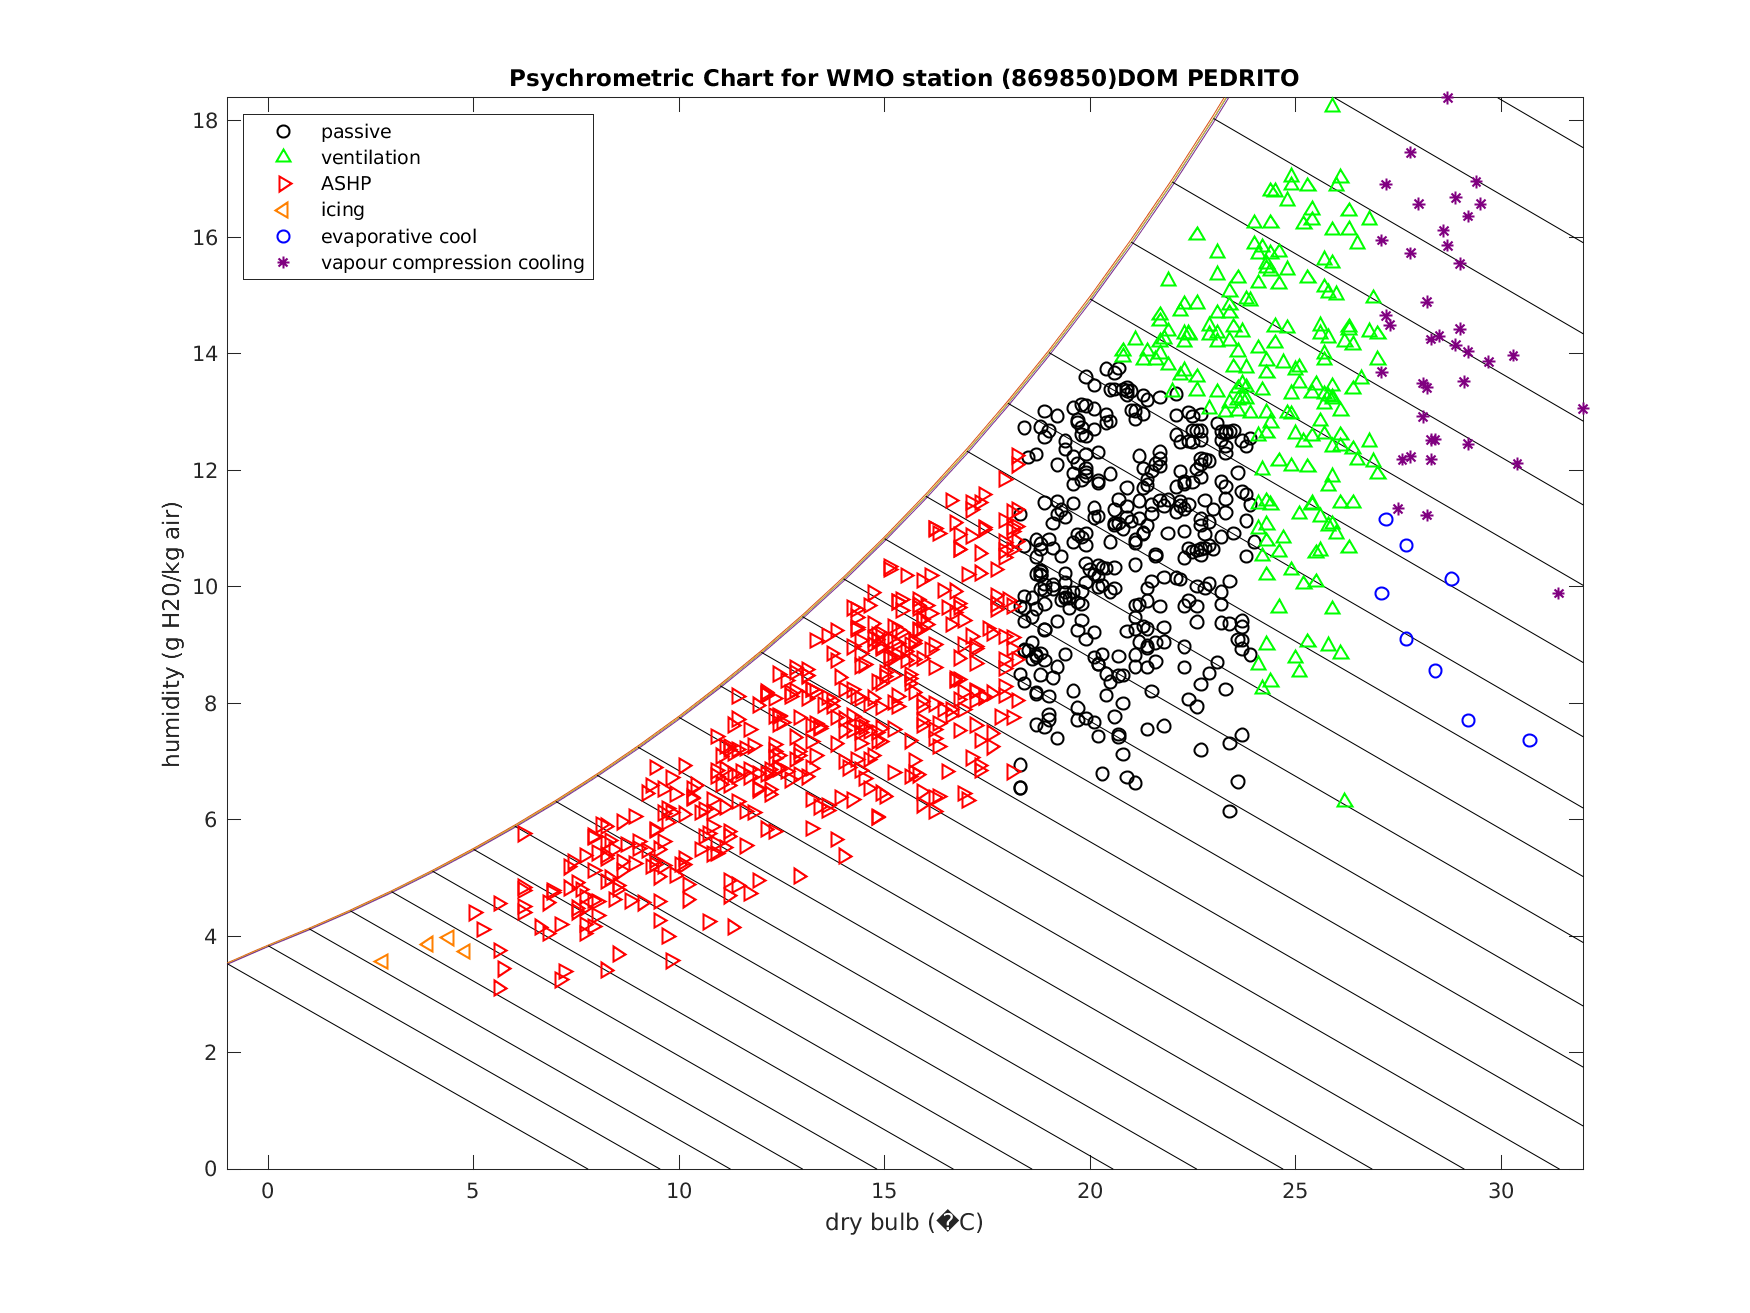 Psychrometric Chart for WMO station (869850)DOM PEDRITO
passive
ventilation
ASHP
icing
evaporative cool
vapour compression cooling
humidity (g H20/kg air)
18
16
14
12
10
8
6
4
2
0
0 5 10 15 20 25 30
dry bulb (�C)